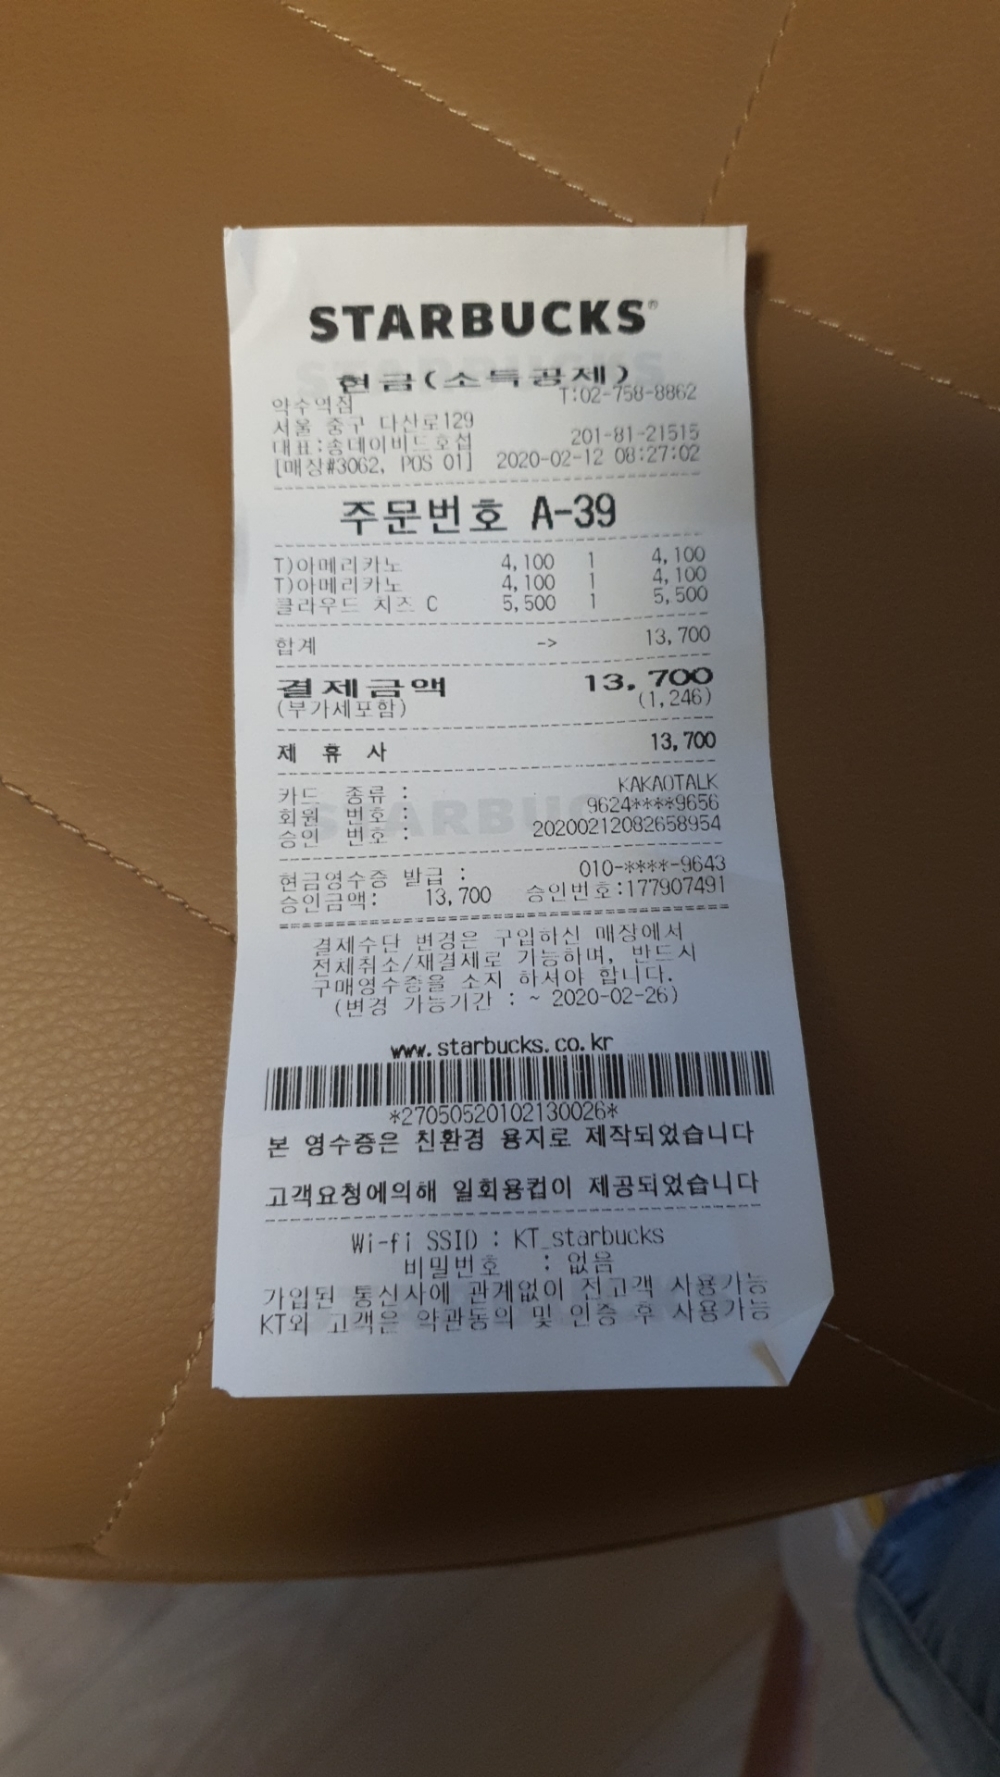 STARBUCKS®
현금(소득공제)
약수역점 T:02-758-8862
서울 중구 다산로129
대표:송데이비드호섭 201-81-21515
[매장#3062, POS 01] 2020-02-12 08:27:02
주문번호 A-39
T)아메리카노 4,100 1 4,100
T)아메리카노 4,100 1 4,100
클라우드 치즈 C 5,500 1 5,500
합계 -> 13,700
결제금액 13,700
(부가세포함) (1,246)
제 휴 사 13,700
카드 종류 : KAKAOTALK
회원 번호 : 9624****9656
승인 번호 : 20200212082658954
현금영수증 발급 : 010-****-9643
승인금액: 13,700 승인번호:177907491
결제수단 변경은 구입하신 매장에서
전체취소/재결제로 가능하며, 반드시
구매영수증을 소지 하셔야 합니다.
(변경 가능기간 : ~ 2020-02-26)
www.starbucks.co.kr
*27050520102130026*
본 영수증은 친환경 용지로 제작되었습니다
고객요청에의해 일회용컵이 제공되었습니다
Wi-fi SSID : KT_starbucks
비밀번호 : 없음
가입된 통신사에 관계없이 전고객 사용가능
KT외 고객은 약관동의 및 인증 후 사용가능